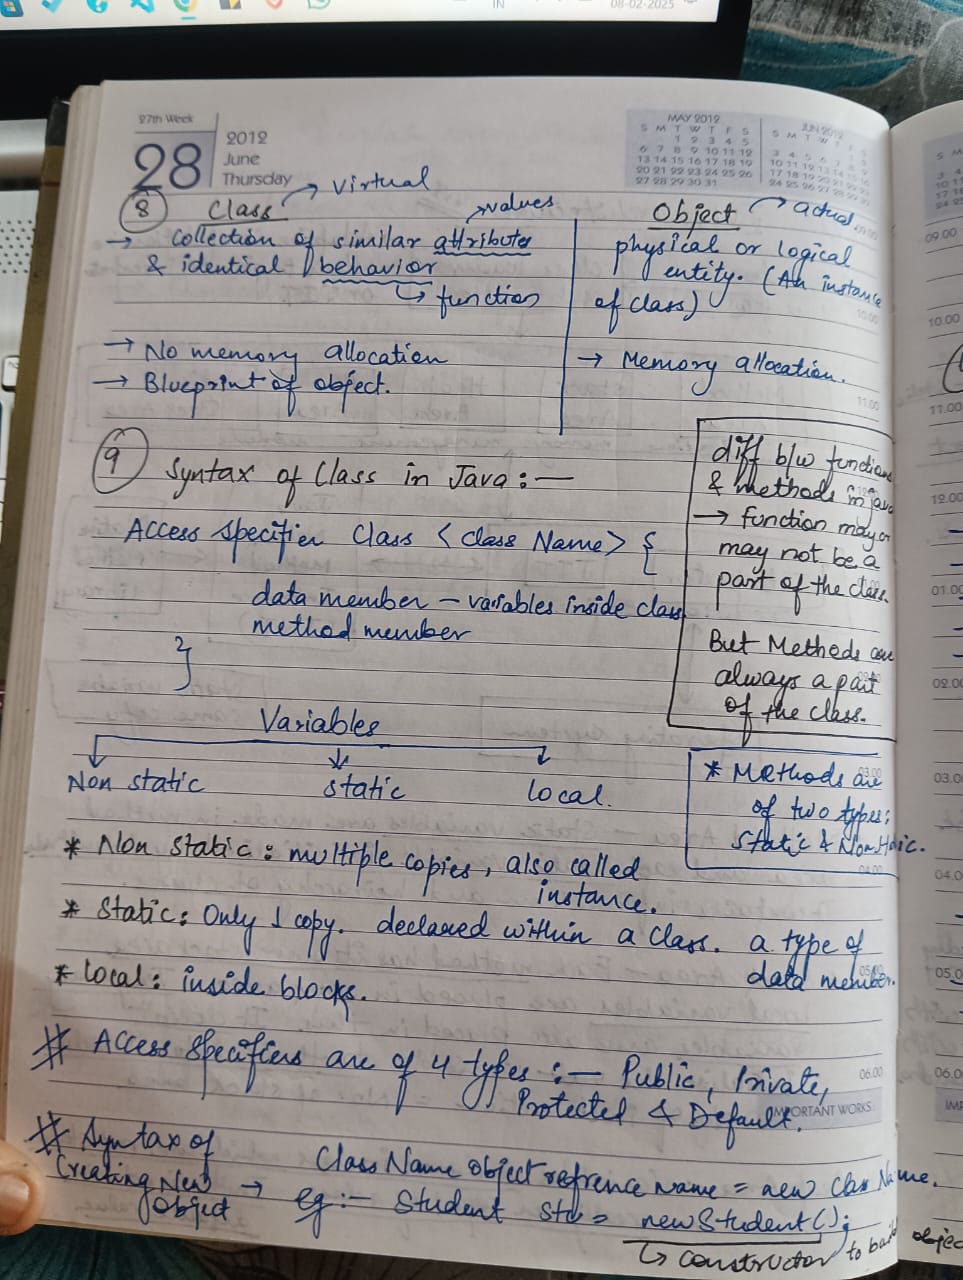 IN
08-02-2025
27th Week
28
2012
June
Thursday
MAY 2012
S M T W T F S
1 2 3 4 5
6 7 8 9 10 11 12
13 14 15 16 17 18 19
20 21 22 23 24 25 26
27 28 29 30 31
JUN 2012
8 Class → virtual
→ values
→ Collection of similar attribute
& identical behavior
↳ function
→ No memory allocation
→ Blueprint of object.
Object → actual
physical or logical
entity. (An instance
of class)
→ Memory allocation.
9 Syntax of Class in Java :—
Access specifier Class < class Name > {
data member – variables inside class
method member
}
diff b/w functions
& methods in java
→ function may or
may not be a
part of the class.
But Methods are
always a part
of the class.
Variables
Non static
static
local.
* Methods are
of two types:
static & Non static.
* Non static : multiple copies, also called
instance.
* Static : Only 1 copy. declared within a class. a type of
data member.
* local : inside blocks.
# Access specifiers are of 4 types :— Public, Private,
Protected & Default.
IMPORTANT WORKS
# Syntax of
Creating New
Object →
Class Name object refrence name = new Class Name.
eg :— Student stu = new Student();
↳ constructor to build object
09.00
10.00
11.00
12.00
01.00
02.00
03.00
04.00
05.00
06.00